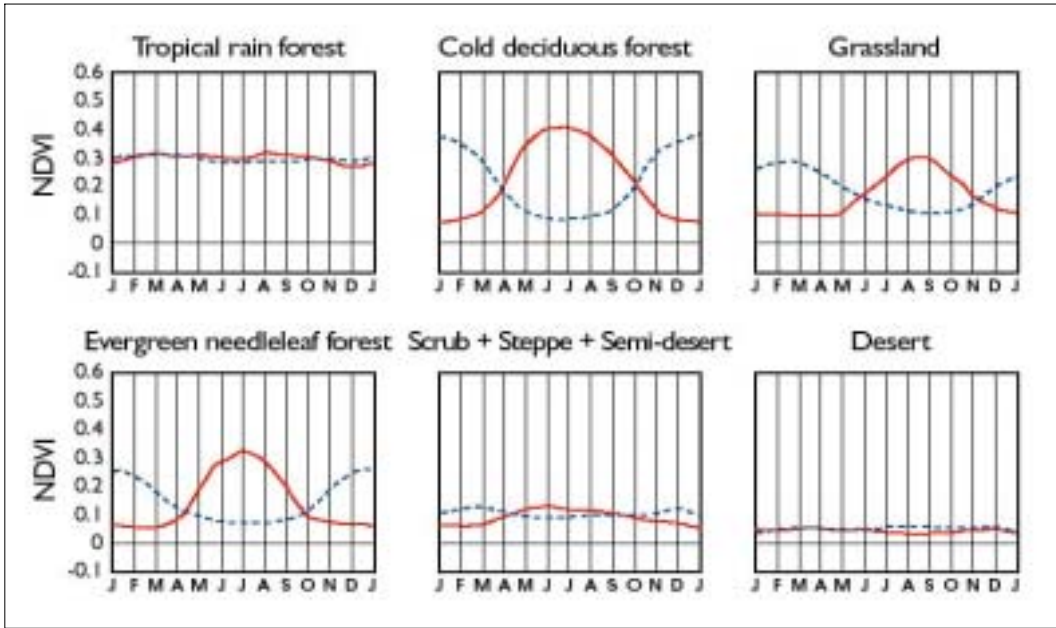 Tropical rain forest
Cold deciduous forest
Grassland
NDVI
0.6
0.5
0.4
0.3
0.2
0.1
0
-0.1
J F M A M J J A S O N D J
J F M A M J J A S O N D J
J F M A M J J A S O N D J
Evergreen needleleaf forest
Scrub + Steppe + Semi-desert
Desert
NDVI
0.6
0.5
0.4
0.3
0.2
0.1
0
-0.1
J F M A M J J A S O N D J
J F M A M J J A S O N D J
J F M A M J J A S O N D J